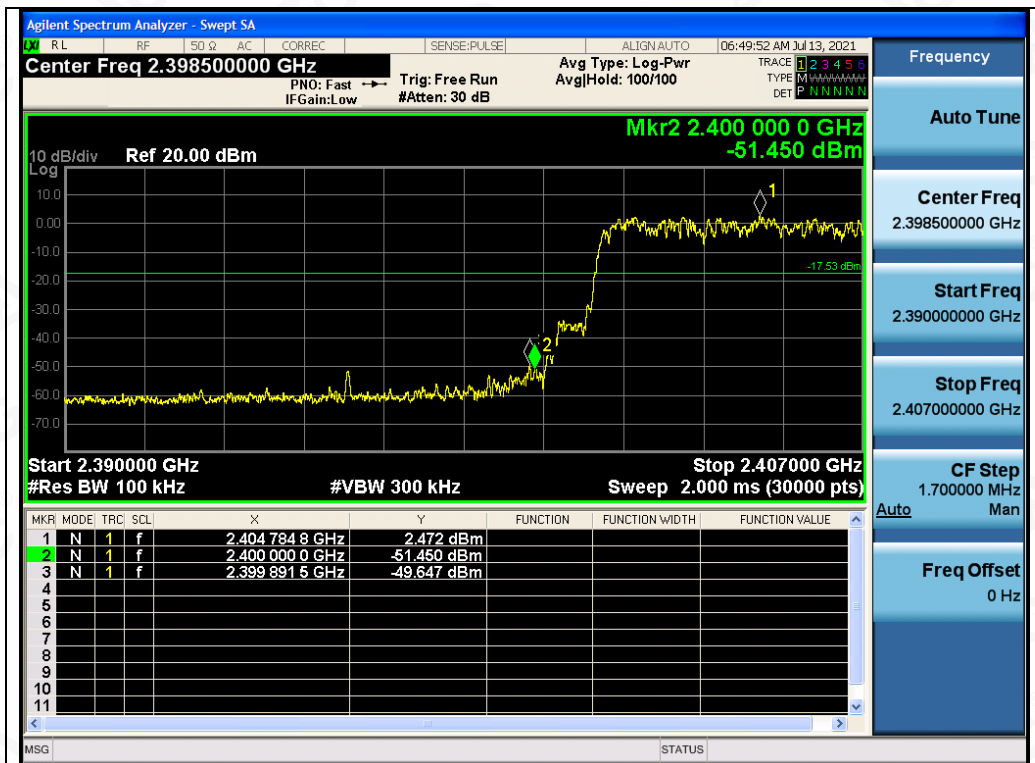 Agilent Spectrum Analyzer - Swept SA
LXI RL RF 50 Ω AC CORREC SENSE:PULSE ALIGN AUTO 06:49:52 AM Jul 13, 2021
Center Freq 2.398500000 GHz
PNO: Fast
IFGain:Low
Trig: Free Run
#Atten: 30 dB
Avg Type: Log-Pwr
Avg|Hold: 100/100
TRACE 1 2 3 4 5 6
TYPE M WWWWW
DET P N N N N N
Mkr2 2.400 000 0 GHz
-51.450 dBm
10 dB/div Ref 20.00 dBm
Log
10.0
0.00
-10.0
-20.0
-30.0
-40.0
-50.0
-60.0
-70.0
1
-17.53 dBm
2
Start 2.390000 GHz Stop 2.407000 GHz
#Res BW 100 kHz #VBW 300 kHz Sweep 2.000 ms (30000 pts)
MKR MODE TRC SCL X Y FUNCTION FUNCTION WIDTH FUNCTION VALUE
1 N 1 f 2.404 784 8 GHz 2.472 dBm
2 N 1 f 2.400 000 0 GHz -51.450 dBm
3 N 1 f 2.399 891 5 GHz -49.647 dBm
4
5
6
7
8
9
10
11
MSG STATUS
Frequency
Auto Tune
Center Freq
2.398500000 GHz
Start Freq
2.390000000 GHz
Stop Freq
2.407000000 GHz
CF Step
1.700000 MHz
Auto Man
Freq Offset
0 Hz